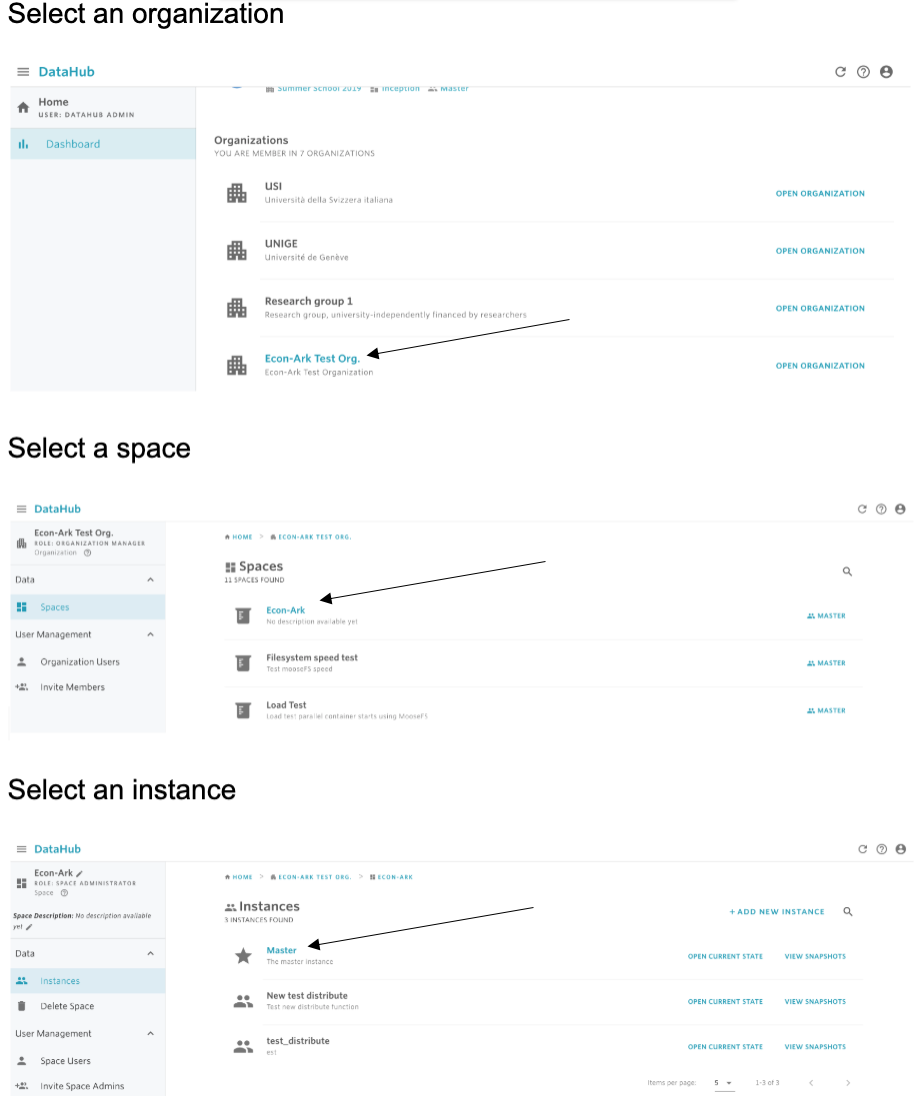 Select an organization
DataHub
Home
USER: DATAHUB ADMIN
Dashboard
Summer School 2019 Inception Master
Organizations
YOU ARE MEMBER IN 7 ORGANIZATIONS
USI
Università della Svizzera italiana
OPEN ORGANIZATION
UNIGE
Université de Genève
OPEN ORGANIZATION
Research group 1
Research group, university-independently financed by researchers
OPEN ORGANIZATION
Econ-Ark Test Org.
Econ-Ark Test Organization
OPEN ORGANIZATION
Select a space
DataHub
Econ-Ark Test Org.
ROLE: ORGANIZATION MANAGER
Organization
Data
Spaces
User Management
Organization Users
Invite Members
HOME > ECON-ARK TEST ORG.
Spaces
11 SPACES FOUND
Econ-Ark
No description available yet
MASTER
Filesystem speed test
Test mooseFS speed
MASTER
Load Test
Load test parallel container starts using MooseFS
MASTER
Select an instance
DataHub
Econ-Ark
ROLE: SPACE ADMINISTRATOR
Space
Space Description: No description available
yet
Data
Instances
Delete Space
User Management
Space Users
Invite Space Admins
HOME > ECON-ARK TEST ORG. > ECON-ARK
Instances
3 INSTANCES FOUND
+ ADD NEW INSTANCE
Master
The master instance
OPEN CURRENT STATE VIEW SNAPSHOTS
New test distribute
Test new distribute function
OPEN CURRENT STATE VIEW SNAPSHOTS
test_distribute
est
OPEN CURRENT STATE VIEW SNAPSHOTS
Items per page: 5 1-3 of 3